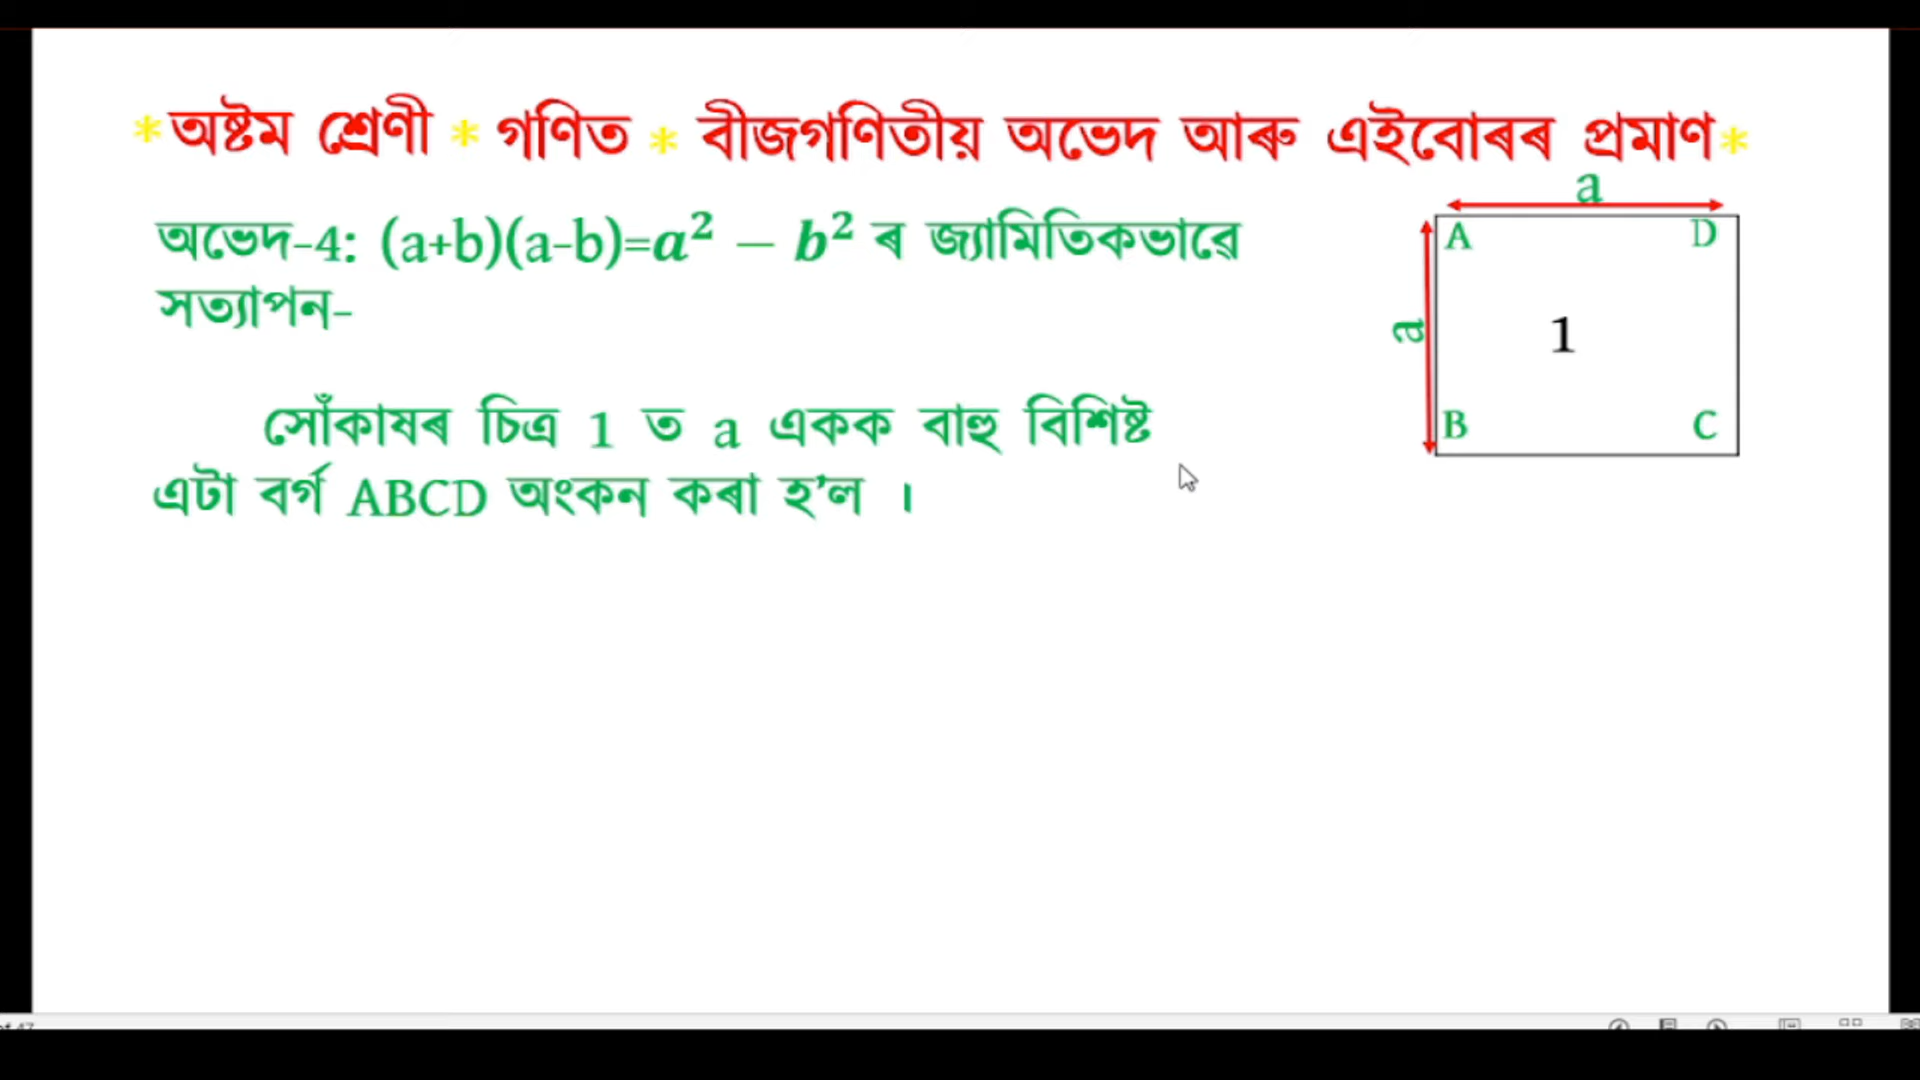 *অষ্টম শ্ৰেণী * গণিত * বীজগণিতীয় অভেদ আৰু এইবোৰৰ প্ৰমাণ*
অভেদ-4: (a+b)(a-b)=a² − b² ৰ জ্যামিতিকভাৱে
সত্যাপন-
সোঁকাষৰ চিত্ৰ 1 ত a একক বাহু বিশিষ্ট
এটা বৰ্গ ABCD অংকন কৰা হ’ল ।
a
A D
a
1
B C